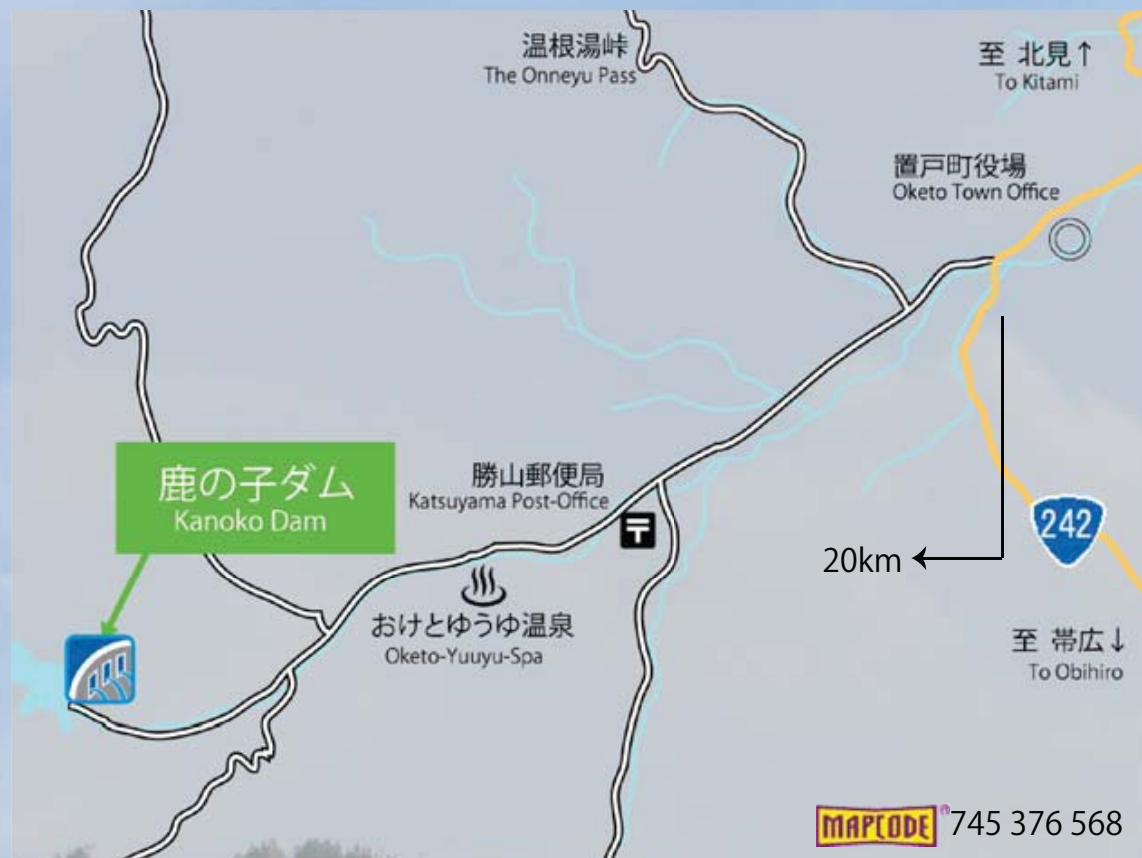 温根湯峠
The Onneyu Pass
至 北見↑
To Kitami
置戸町役場
Oketo Town Office
鹿の子ダム
Kanoko Dam
勝山郵便局
Katsuyama Post-Office
〒
242
20km
おけとゆうゆ温泉
Oketo-Yuuyu-Spa
至 帯広↓
To Obihiro
MAPCODE® 745 376 568